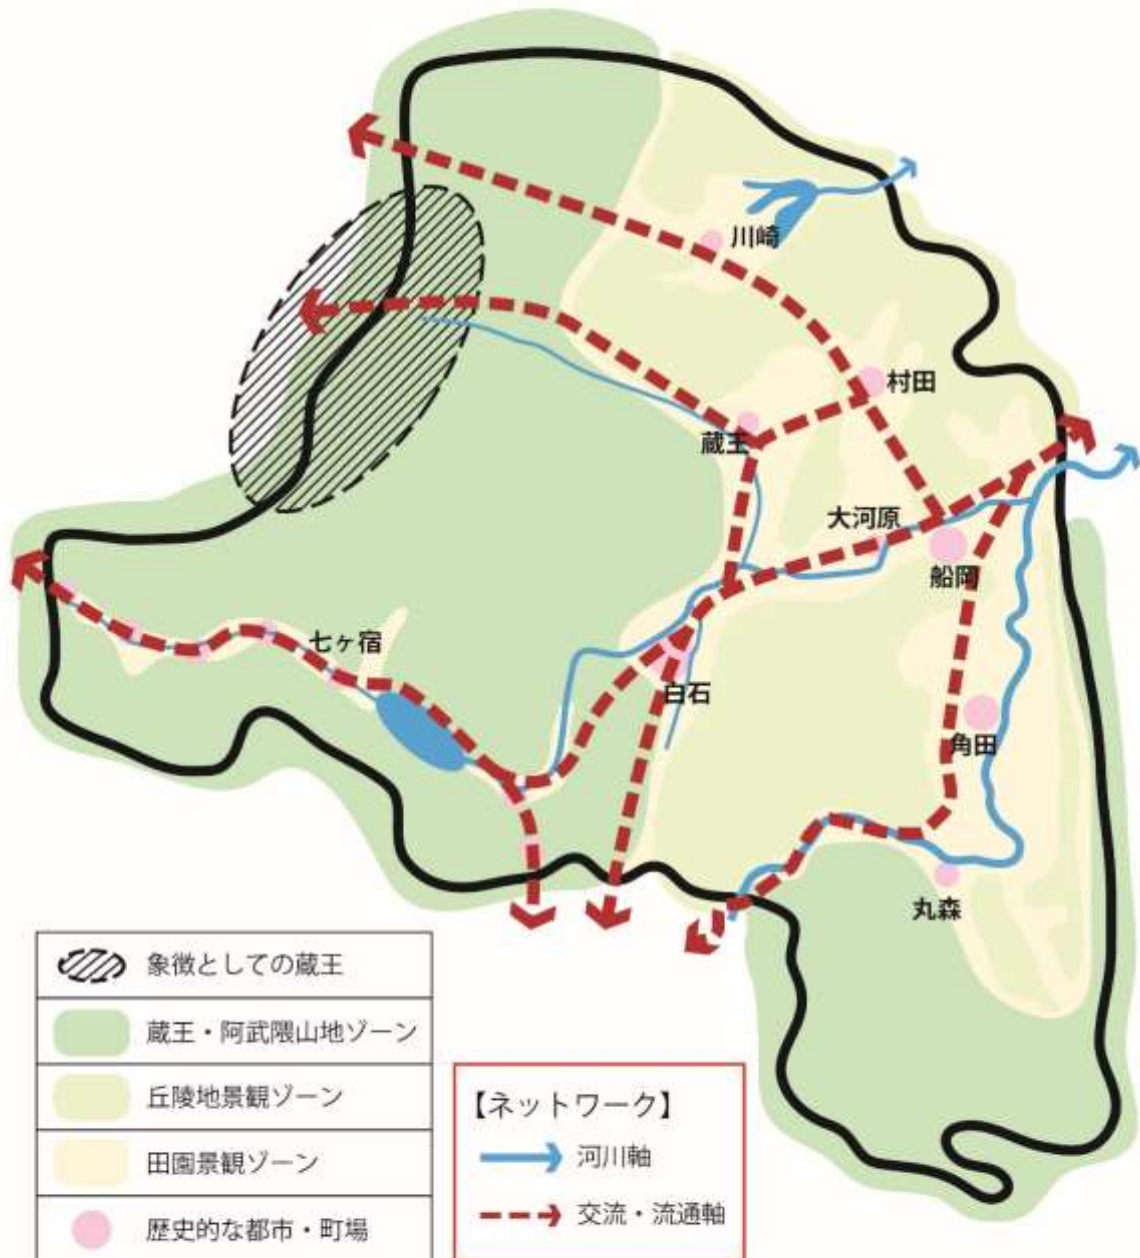 川崎
村田
蔵王
大河原
船岡
七ヶ宿
白石
角田
丸森
象徴としての蔵王
蔵王・阿武隈山地ゾーン
丘陵地景観ゾーン
田園景観ゾーン
歴史的な都市・町場
【ネットワーク】
河川軸
交流・流通軸